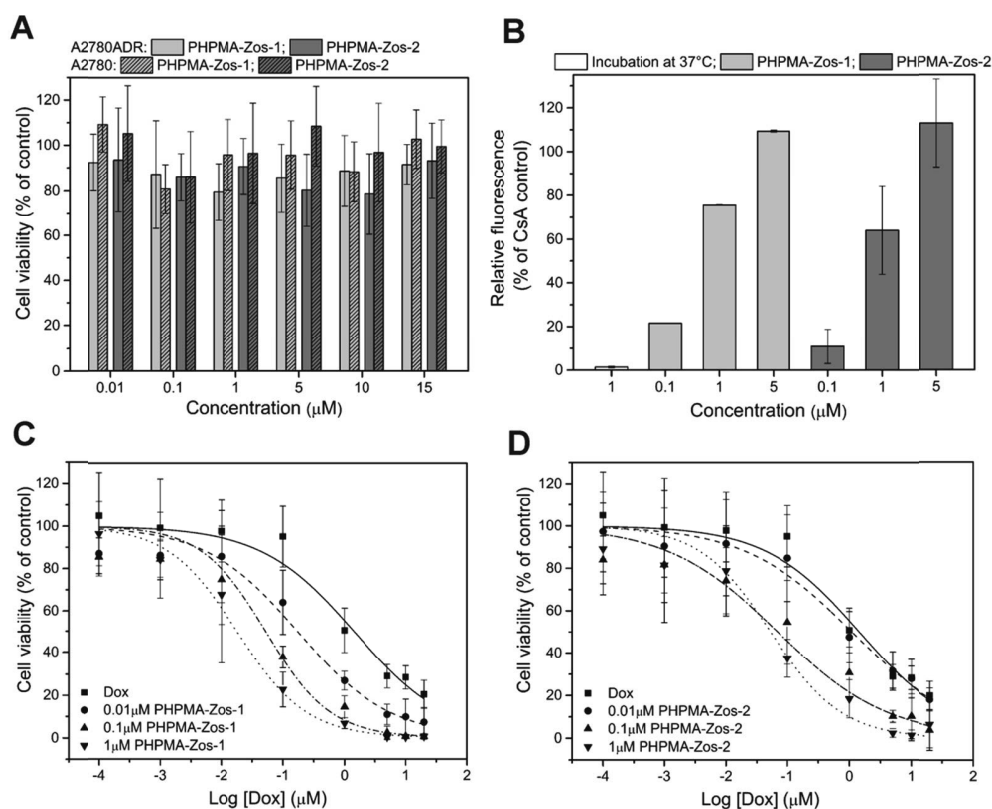 A
A2780ADR: PHPMA-Zos-1; PHPMA-Zos-2
A2780: PHPMA-Zos-1; PHPMA-Zos-2
Cell viability (% of control)
120
100
80
60
40
20
0
0.01 0.1 1 5 10 15
Concentration (µM)
B
Incubation at 37°C; PHPMA-Zos-1; PHPMA-Zos-2
Relative fluorescence
(% of CsA control)
120
100
80
60
40
20
0
1 0.1 1 5 0.1 1 5
Concentration (µM)
C
Cell viability (% of control)
120
100
80
60
40
20
0
Dox
0.01µM PHPMA-Zos-1
0.1µM PHPMA-Zos-1
1µM PHPMA-Zos-1
-4 -3 -2 -1 0 1 2
Log [Dox] (µM)
D
Cell viability (% of control)
120
100
80
60
40
20
0
Dox
0.01µM PHPMA-Zos-2
0.1µM PHPMA-Zos-2
1µM PHPMA-Zos-2
-4 -3 -2 -1 0 1 2
Log [Dox] (µM)